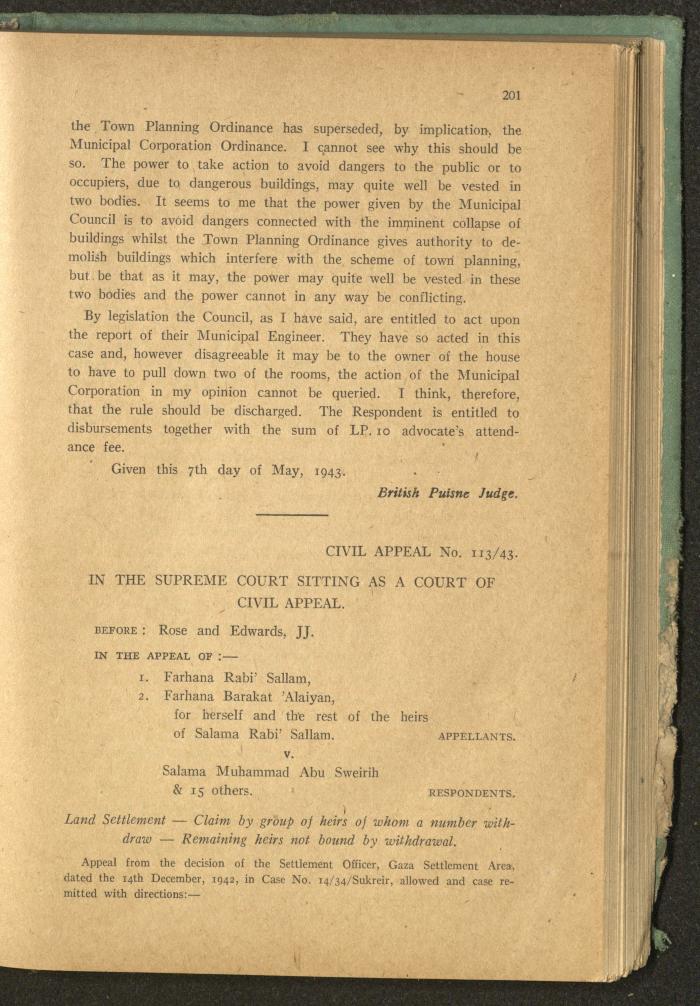 201
the Town Planning Ordinance has superseded, by implication, the
Municipal Corporation Ordinance. I cannot see why this should be
so. The power to take action to avoid dangers to the public or to
occupiers, due to dangerous buildings, may quite well be vested in
two bodies. It seems to me that the power given by the Municipal
Council is to avoid dangers connected with the imminent collapse of
buildings whilst the Town Planning Ordinance gives authority to de-
molish buildings which interfere with the scheme of town planning,
but be that as it may, the power may quite well be vested in these
two bodies and the power cannot in any way be conflicting.
By legislation the Council, as I have said, are entitled to act upon
the report of their Municipal Engineer. They have so acted in this
case and, however disagreeable it may be to the owner of the house
to have to pull down two of the rooms, the action of the Municipal
Corporation in my opinion cannot be queried. I think, therefore,
that the rule should be discharged. The Respondent is entitled to
disbursements together with the sum of LP. 10 advocate's attend-
ance fee.
Given this 7th day of May, 1943.
British Puisne Judge.
CIVIL APPEAL No. 113/43.
IN THE SUPREME COURT SITTING AS A COURT OF
CIVIL APPEAL.
BEFORE : Rose and Edwards, JJ.
IN THE APPEAL OF :—
1. Farhana Rabi' Sallam,
2. Farhana Barakat 'Alaiyan,
for herself and the rest of the heirs
of Salama Rabi' Sallam. APPELLANTS.
v.
Salama Muhammad Abu Sweirih
& 15 others. RESPONDENTS.
Land Settlement — Claim by group of heirs of whom a number with-
draw — Remaining heirs not bound by withdrawal.
Appeal from the decision of the Settlement Officer, Gaza Settlement Area,
dated the 14th December, 1942, in Case No. 14/34/Sukreir, allowed and case re-
mitted with directions:—